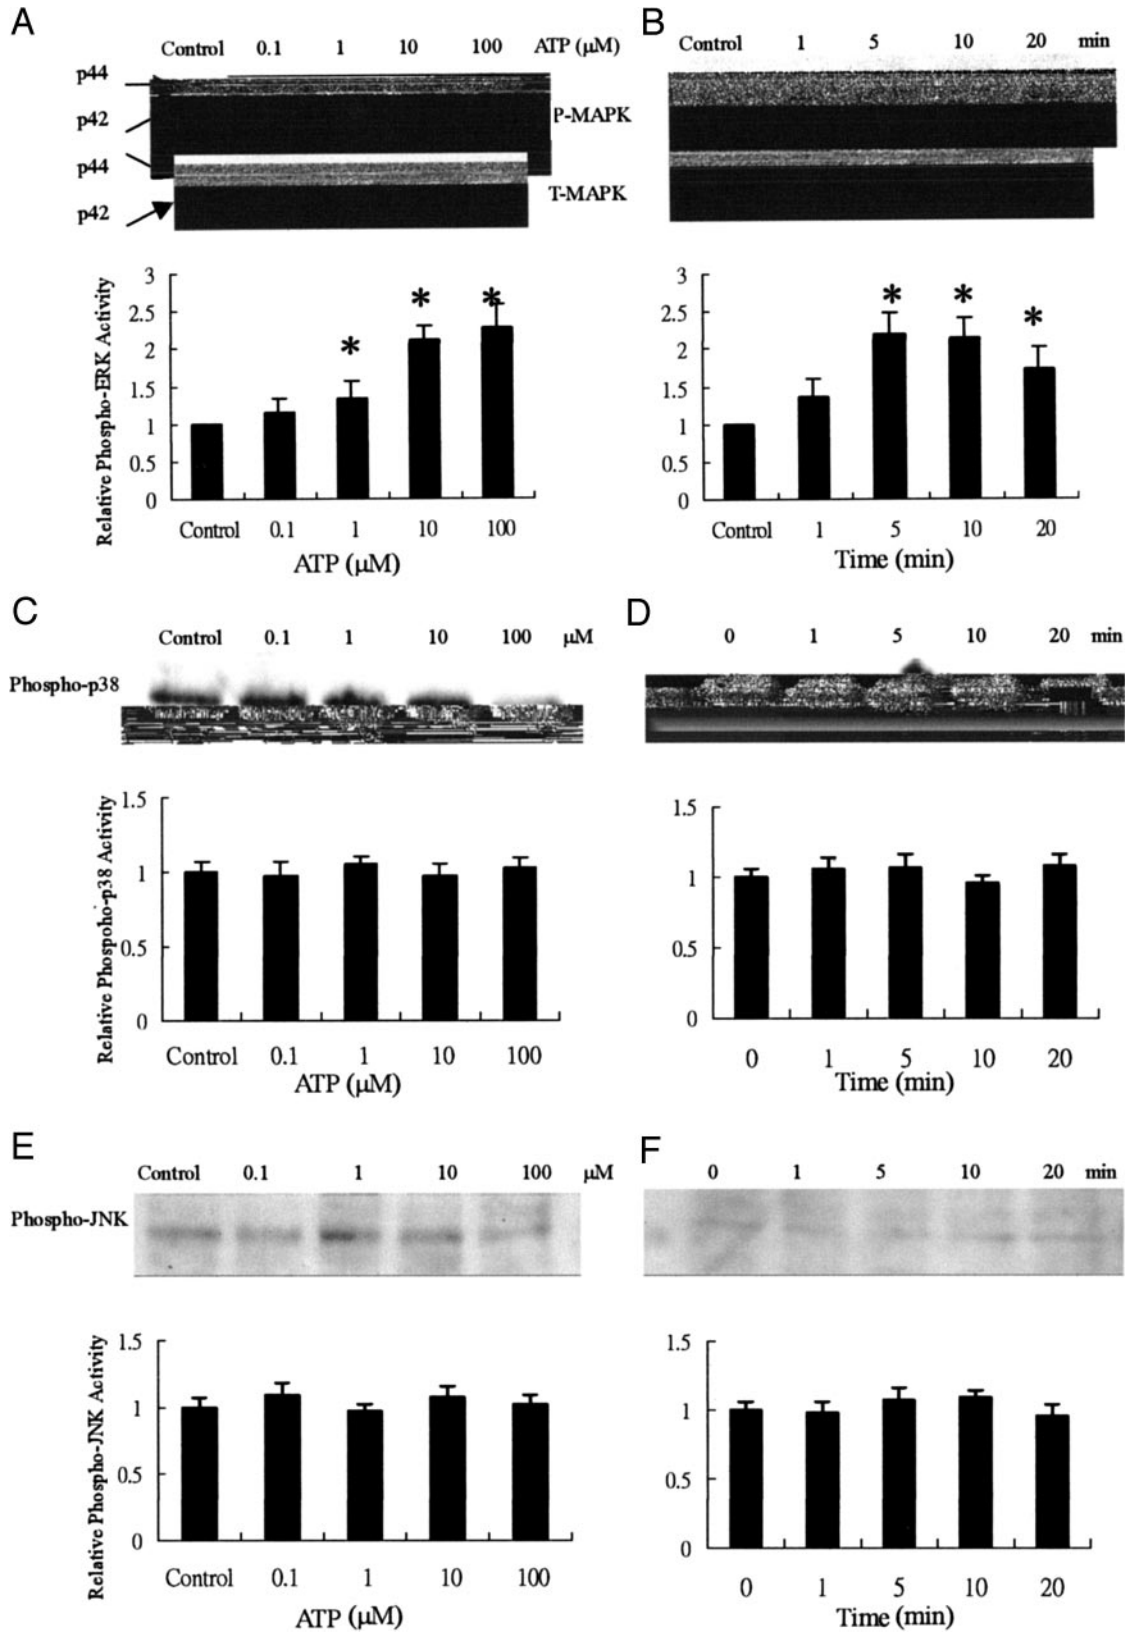 A
Control 0.1 1 10 100 ATP (μM)
p44
p42
P-MAPK
p44
p42
T-MAPK
Relative Phospho-ERK Activity
3
2.5
2
1.5
1
0.5
0
* * *
Control 0.1 1 10 100
ATP (μM)
B
Control 1 5 10 20 min
3
2.5
2
1.5
1
0.5
0
* * *
Control 1 5 10 20
Time (min)
C
Control 0.1 1 10 100 μM
Phospho-p38
Relative Phospoho-p38 Activity
1.5
1
0.5
0
Control 0.1 1 10 100
ATP (μM)
D
0 1 5 10 20 min
1.5
1
0.5
0
0 1 5 10 20
Time (min)
E
Control 0.1 1 10 100 μM
Phospho-JNK
Relative Phospho-JNK Activity
1.5
1
0.5
0
Control 0.1 1 10 100
ATP (μM)
F
0 1 5 10 20 min
1.5
1
0.5
0
0 1 5 10 20
Time (min)